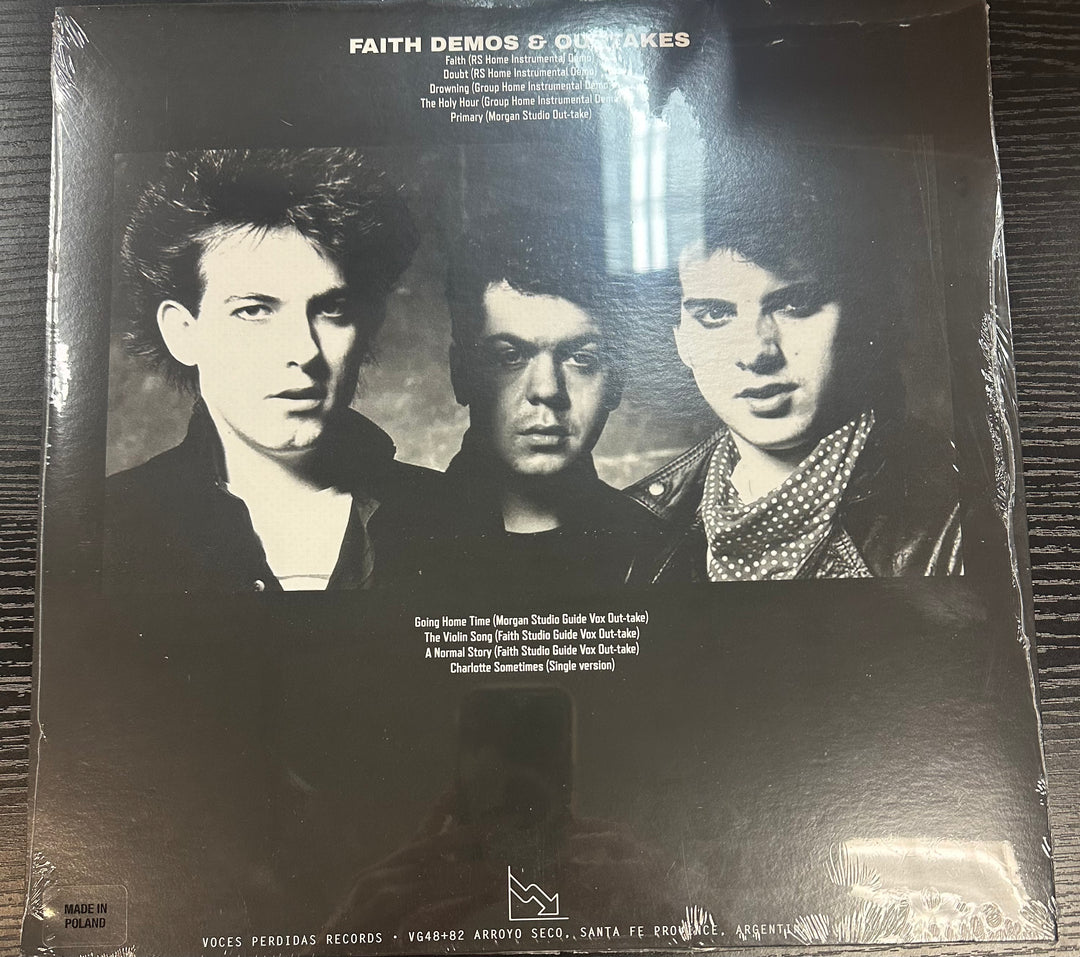 FAITH DEMOS & OUTTAKES
Faith (RS Home Instrumental Demo)
Doubt (RS Home Instrumental Demo)
Drowning (Group Home Instrumental Demo)
The Holy Hour (Group Home Instrumental Demo)
Primary (Morgan Studio Out-take)
Going Home Time (Morgan Studio Guide Vox Out-take)
The Violin Song (Faith Studio Guide Vox Out-take)
A Normal Story (Faith Studio Guide Vox Out-take)
Charlotte Sometimes (Single version)
MADE IN
POLAND
VOCES PERDIDAS RECORDS · VG48+82 ARROYO SECO, SANTA FE PROVINCE, ARGENTINA